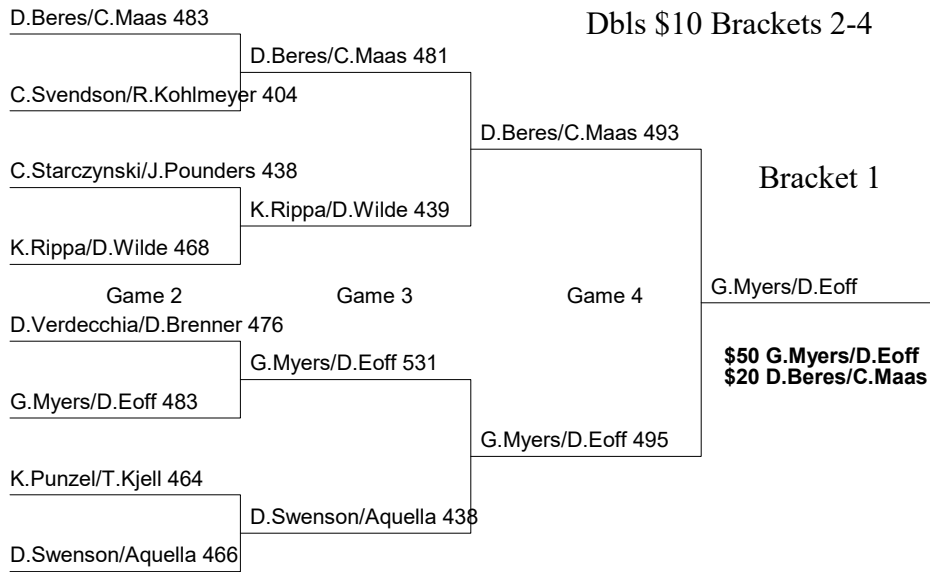 D.Beres/C.Maas 483
Dbls $10 Brackets 2-4
D.Beres/C.Maas 481
C.Svendson/R.Kohlmeyer 404
D.Beres/C.Maas 493
C.Starczynski/J.Pounders 438
Bracket 1
K.Rippa/D.Wilde 439
K.Rippa/D.Wilde 468
Game 2
Game 3
Game 4
G.Myers/D.Eoff
D.Verdecchia/D.Brenner 476
$50 G.Myers/D.Eoff
G.Myers/D.Eoff 531
$20 D.Beres/C.Maas
G.Myers/D.Eoff 483
G.Myers/D.Eoff 495
K.Punzel/T.Kjell 464
D.Swenson/Aquella 438
D.Swenson/Aquella 466